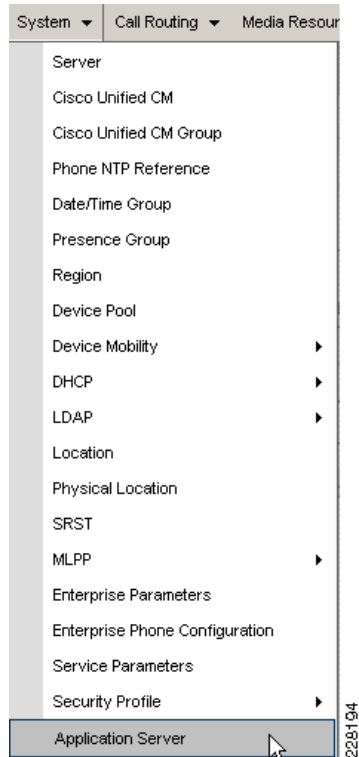 System Call Routing Media Resour
Server
Cisco Unified CM
Cisco Unified CM Group
Phone NTP Reference
Date/Time Group
Presence Group
Region
Device Pool
Device Mobility
DHCP
LDAP
Location
Physical Location
SRST
MLPP
Enterprise Parameters
Enterprise Phone Configuration
Service Parameters
Security Profile
Application Server
228194